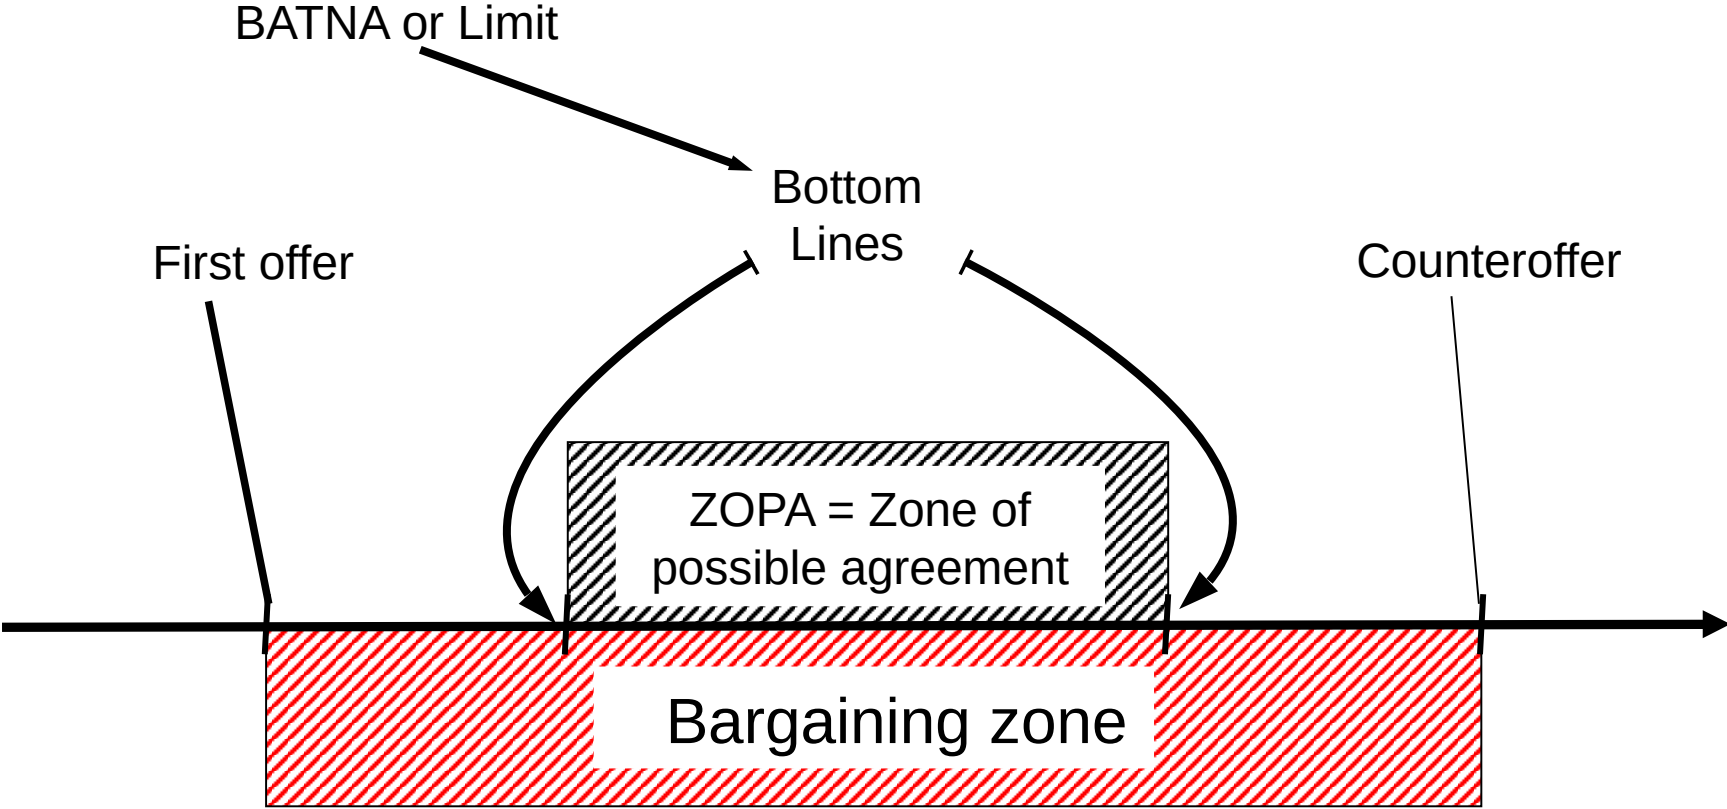 BATNA or Limit
Bottom
Lines
First offer
Counteroffer
ZOPA = Zone of
possible agreement
Bargaining zone